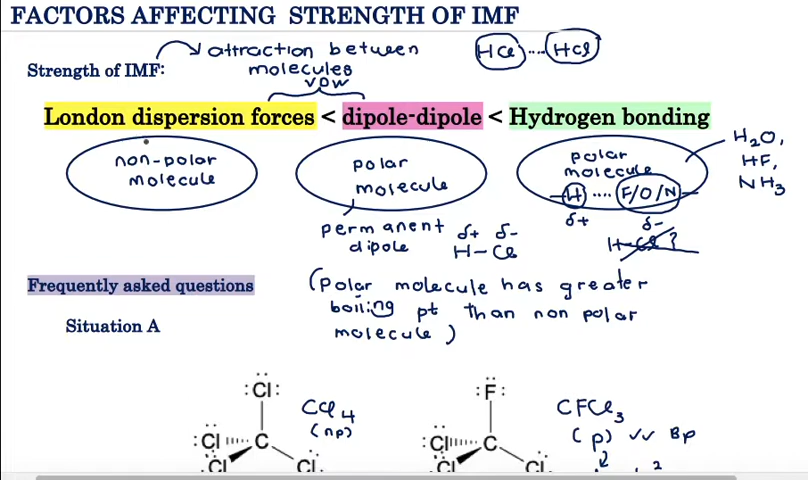 FACTORS AFFECTING STRENGTH OF IMF
attraction between
molecules
HCl .... HCl
Strength of IMF:
VDW
London dispersion forces < dipole-dipole < Hydrogen bonding
non-polar
molecule
polar
molecule
polar
molecule
-H .... F/O/N-
δ+ δ-
H-Cl ?
H2O,
HF,
NH3
permanent
dipole
δ+ δ-
H-Cl
Frequently asked questions
Situation A
(Polar molecule has greater
boiling pt than non polar
molecule)
:Cl:
:Cl C
:Cl Cl:
CCl4
(np)
:F:
:Cl C
:Cl Cl:
CFCl3
(p) ✓✓ Bp
2